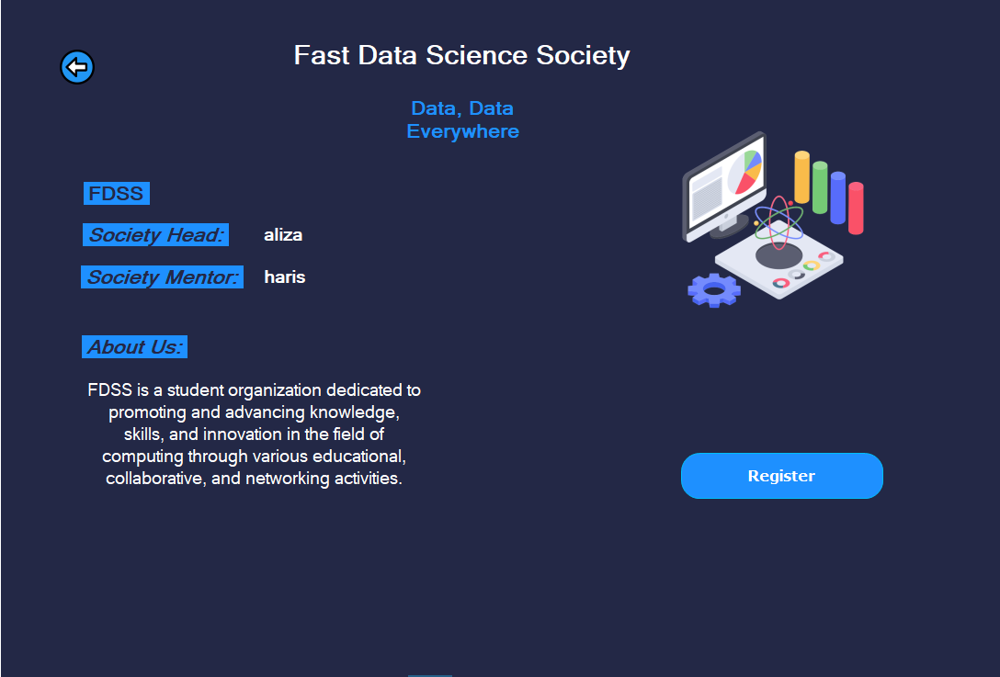 Fast Data Science Society
Data, Data
Everywhere
FDSS
Society Head: aliza
Society Mentor: haris
About Us:
FDSS is a student organization dedicated to
promoting and advancing knowledge,
skills, and innovation in the field of
computing through various educational,
collaborative, and networking activities.
Register